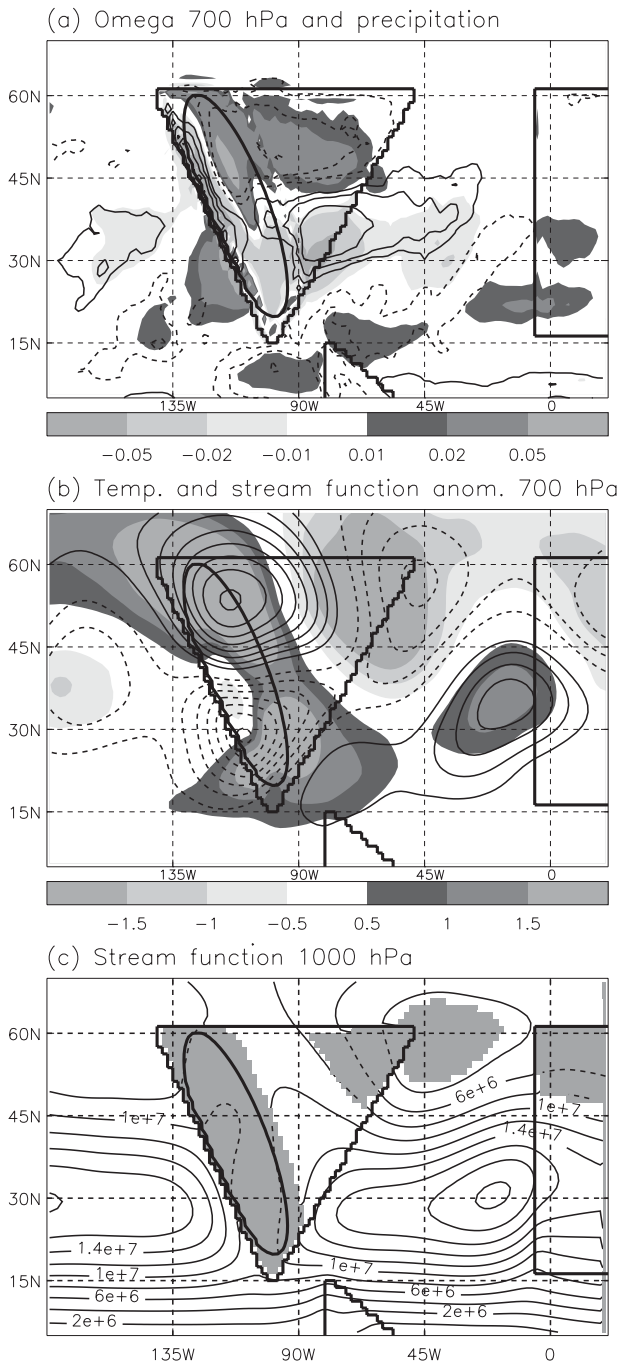 (a) Omega 700 hPa and precipitation
60N
45N
30N
15N
135W 90W 45W 0
−0.05 −0.02 −0.01 0.01 0.02 0.05
(b) Temp. and stream function anom. 700 hPa
60N
45N
30N
15N
135W 90W 45W 0
−1.5 −1 −0.5 0.5 1 1.5
(c) Stream function 1000 hPa
60N
6e+6
45N
1e+7 1e+7
1.4e+7
30N
1.4e+7
1e+7 1e+7
15N
6e+6 6e+6
2e+6 2e+6
135W 90W 45W 0